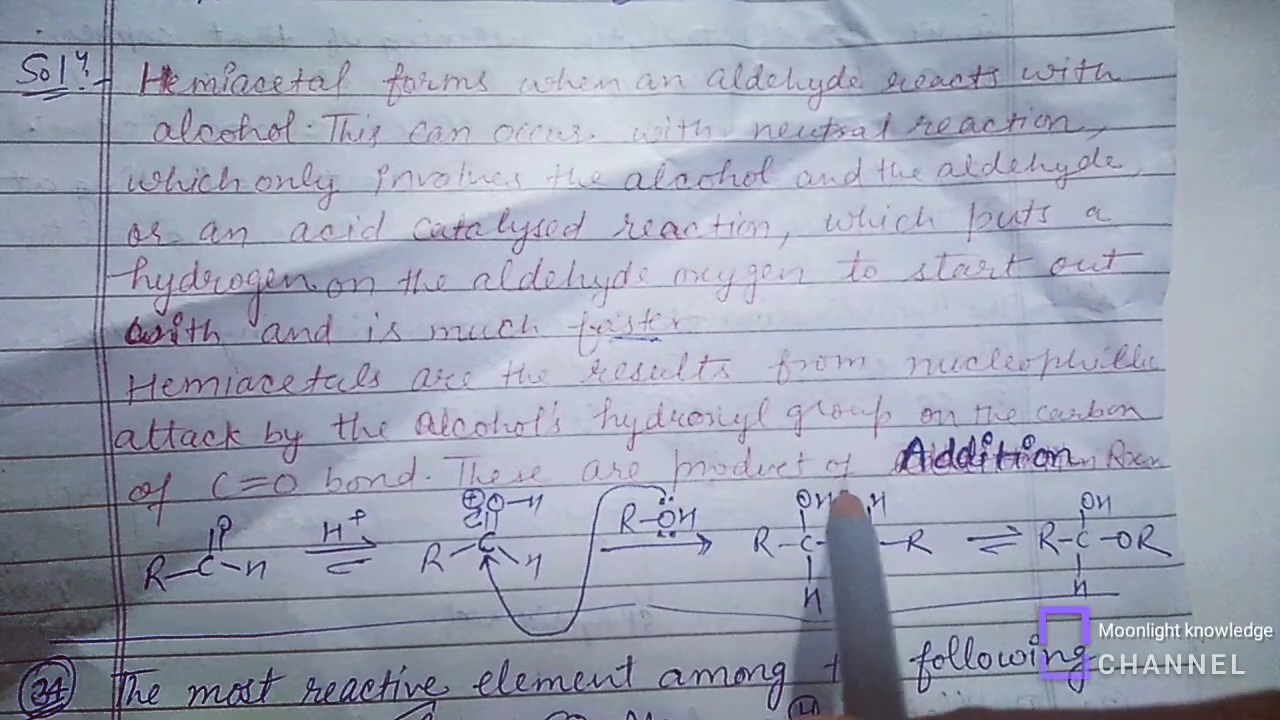 Solⁿ:-
Hemiacetal forms when an aldehyde reacts with
alcohol. This can occur with neutral reaction,
which only involves the alcohol and the aldehyde,
or an acid catalysed reaction, which puts a
hydrogen on the aldehyde oxygen to start out
with and is much faster
Hemiacetals are the results from nucleophillic
attack by the alcohol's hydroxyl group on the carbon
of C=O bond. These are product of Addition Rxn
R-C-H O H⁺ ⇌ R-C-H ⊕O-H R-OH → R-C- OH H H -R ⇌ R-C-OR OH H
34 The most reactive element among following
Moonlight knowledge
CHANNEL